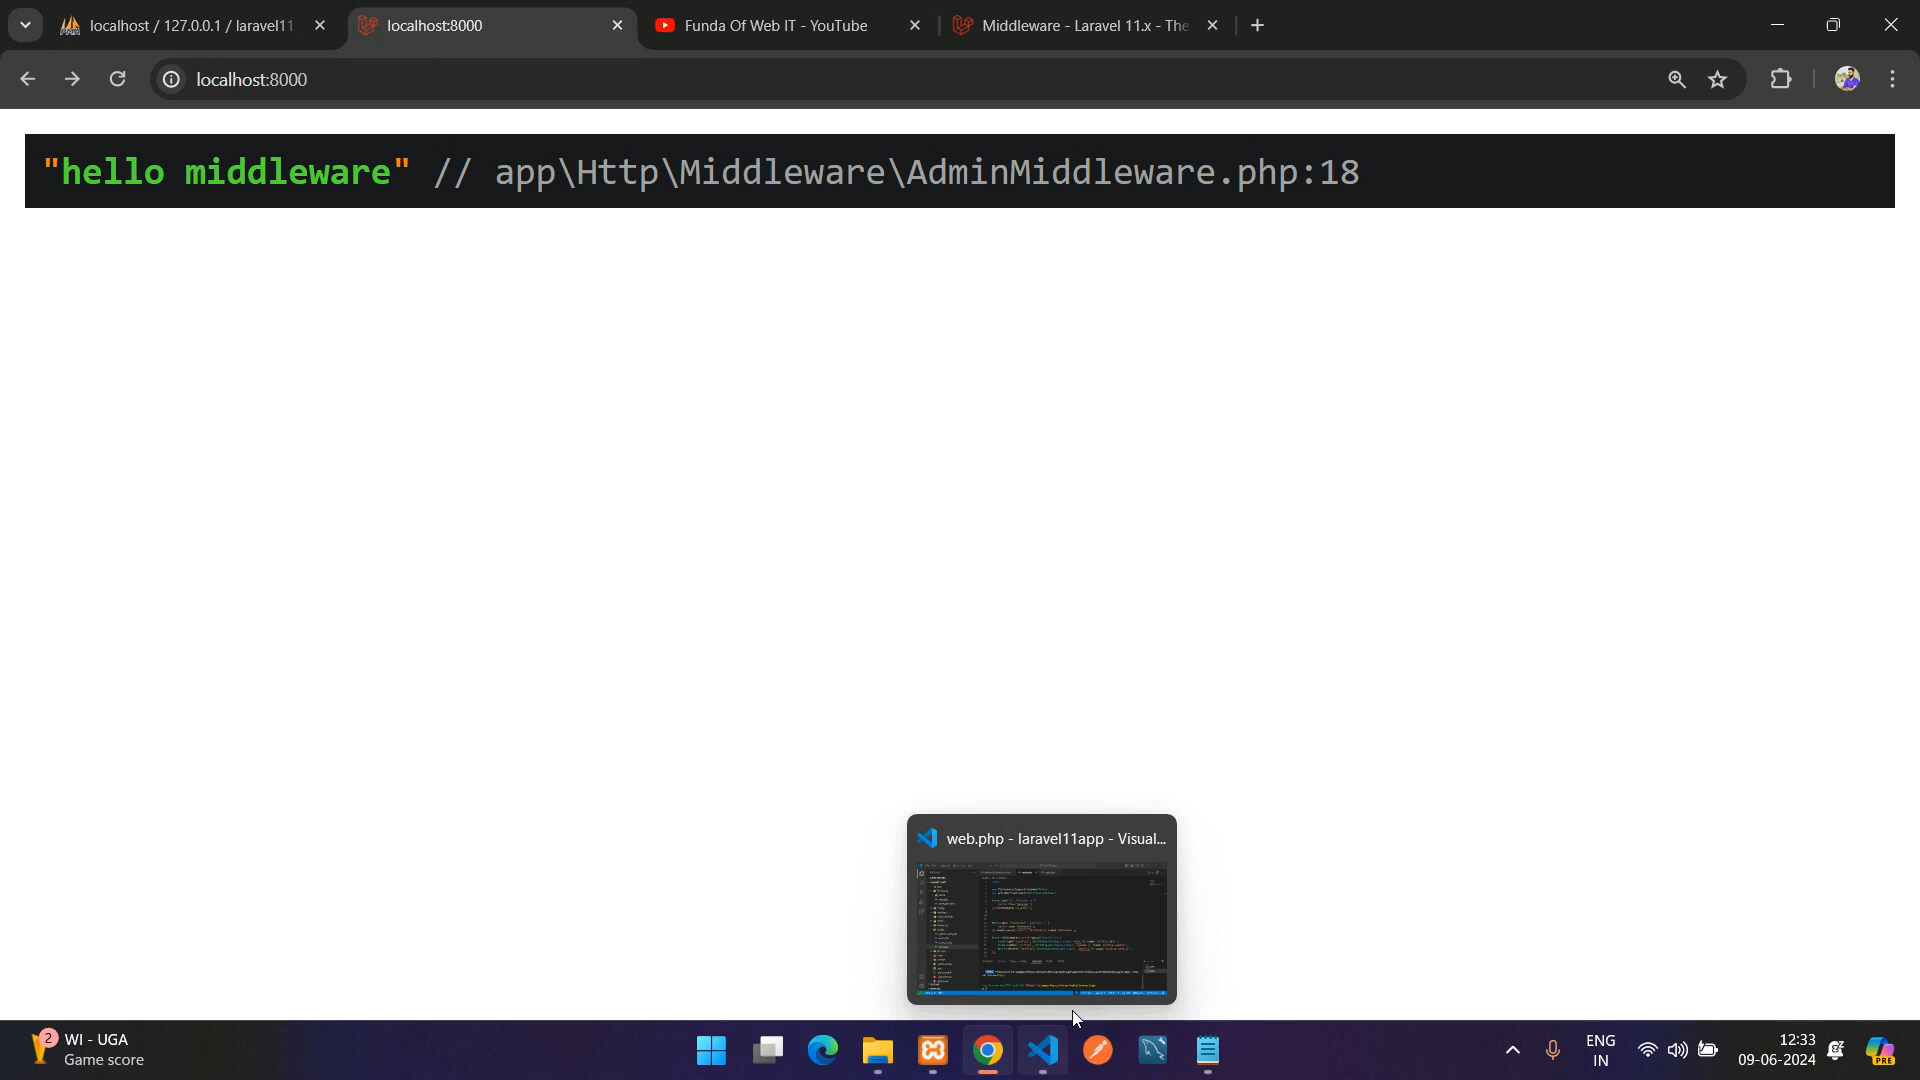 localhost / 127.0.0.1 / laravel11
localhost:8000
Funda Of Web IT - YouTube
Middleware - Laravel 11.x - The
localhost:8000
"hello middleware" // app\Http\Middleware\AdminMiddleware.php:18
web.php - laravel11app - Visual...
2
WI - UGA
Game score
ENG
IN
12:33
09-06-2024
PRE